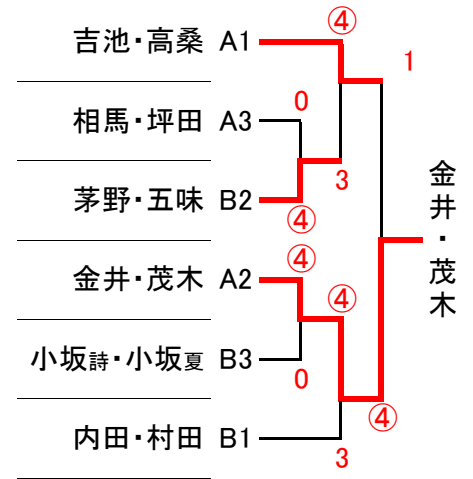 ④
吉池・高桑 A1
1
0
相馬・坪田 A3
3
茅野・五味 B2
④
金井・茂木
④
金井・茂木 A2
④
小坂詩・小坂夏 B3
0
④
内田・村田 B1
3